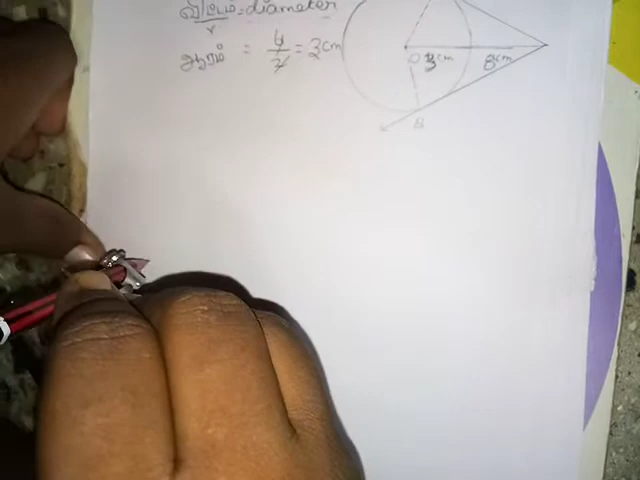 விட்டம் = diameter
r
ஆரம் = 6/2 = 3cm
O 3cm 8cm
B